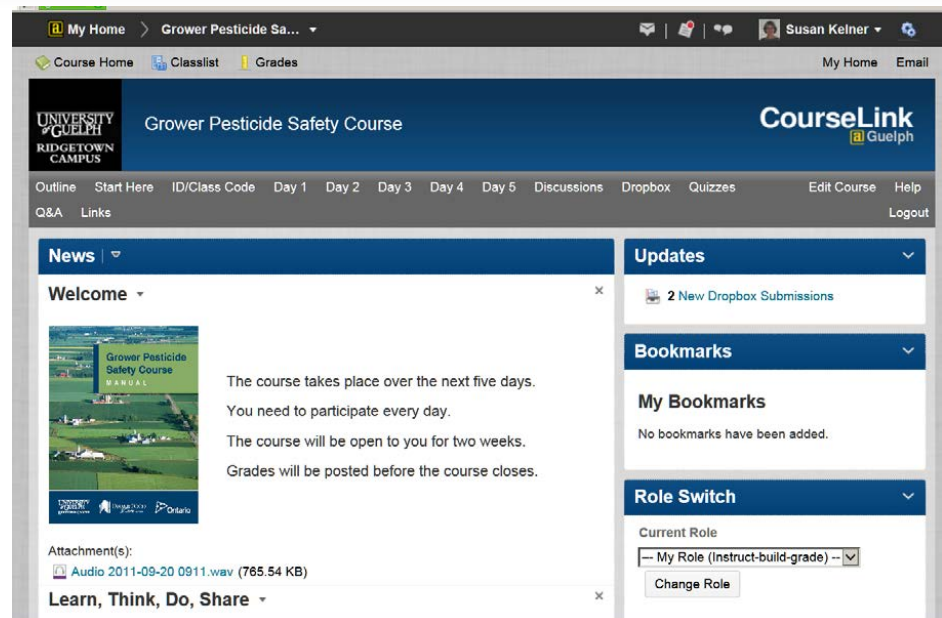 My Home
Grower Pesticide Sa...
Susan Kelner
Course Home Classlist Grades
My Home Email
UNIVERSITY
of GUELPH
RIDGETOWN
CAMPUS
Grower Pesticide Safety Course
CourseLink
a Guelph
Outline Start Here ID/Class Code Day 1 Day 2 Day 3 Day 4 Day 5 Discussions Dropbox Quizzes Edit Course Help
Q&A Links Logout
News
Welcome
Grower Pesticide
Safety Course
MANUAL
The course takes place over the next five days.
You need to participate every day.
The course will be open to you for two weeks.
Grades will be posted before the course closes.
Ontario
Attachment(s):
Audio 2011-09-20 0911.wav (765.54 KB)
Learn, Think, Do, Share
Updates
2 New Dropbox Submissions
Bookmarks
My Bookmarks
No bookmarks have been added.
Role Switch
Current Role
--- My Role (Instruct-build-grade) ---
Change Role